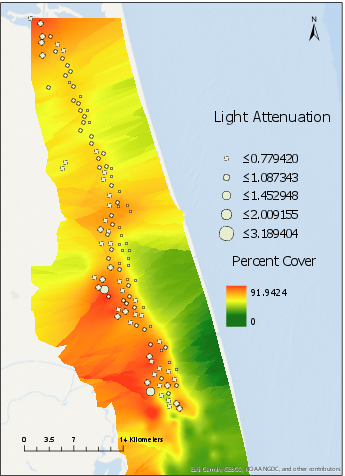 N
Light Attenuation
≤0.779420
≤1.087343
≤1.452948
≤2.009155
≤3.189404
Percent Cover
91.9424
0
0 3.5 7 14 Kilometers
Esri, Garmin, GEBCO, NOAA NGDC, and other contributors